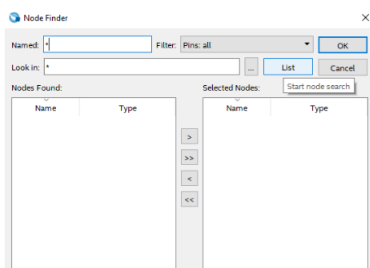 Node Finder
Named: * Filter: Pins: all OK
Look in: * ... List Cancel
Start node search
Nodes Found: Selected Nodes:
Name Type Name Type
>
>>
<
<<